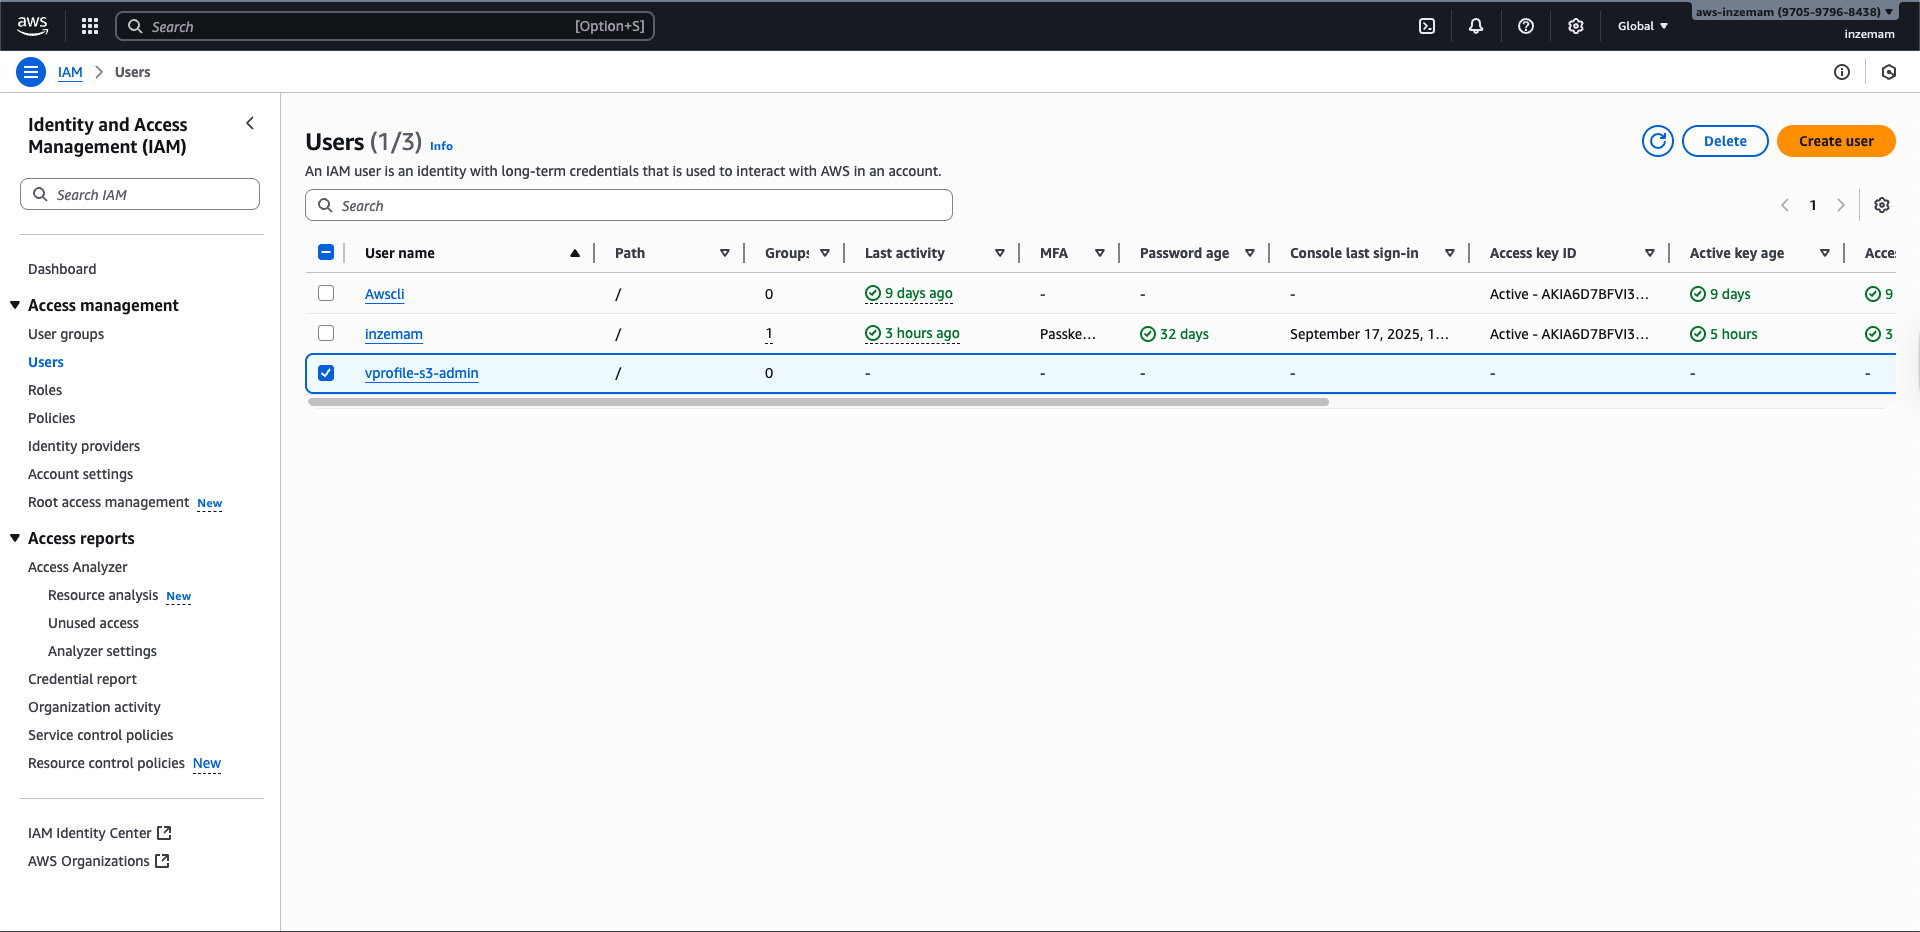 aws
Search
[Option+S]
Global
aws-inzemam (9705-9796-8438)
inzemam
IAM
Users
Identity and Access
Management (IAM)
Search IAM
Dashboard
Access management
User groups
Users
Roles
Policies
Identity providers
Account settings
Root access management New
Access reports
Access Analyzer
Resource analysis New
Unused access
Analyzer settings
Credential report
Organization activity
Service control policies
Resource control policies New
IAM Identity Center
AWS Organizations
Users (1/3) Info
Delete
Create user
An IAM user is an identity with long-term credentials that is used to interact with AWS in an account.
Search
1
User name Path Groups Last activity MFA Password age Console last sign-in Access key ID Active key age Acce
Awscli / 0 9 days ago - - - Active - AKIA6D7BFVI3... 9 days 9
inzemam / 1 3 hours ago Passke... 32 days September 17, 2025, 1... Active - AKIA6D7BFVI3... 5 hours 3
vprofile-s3-admin / 0 - - - - - - -